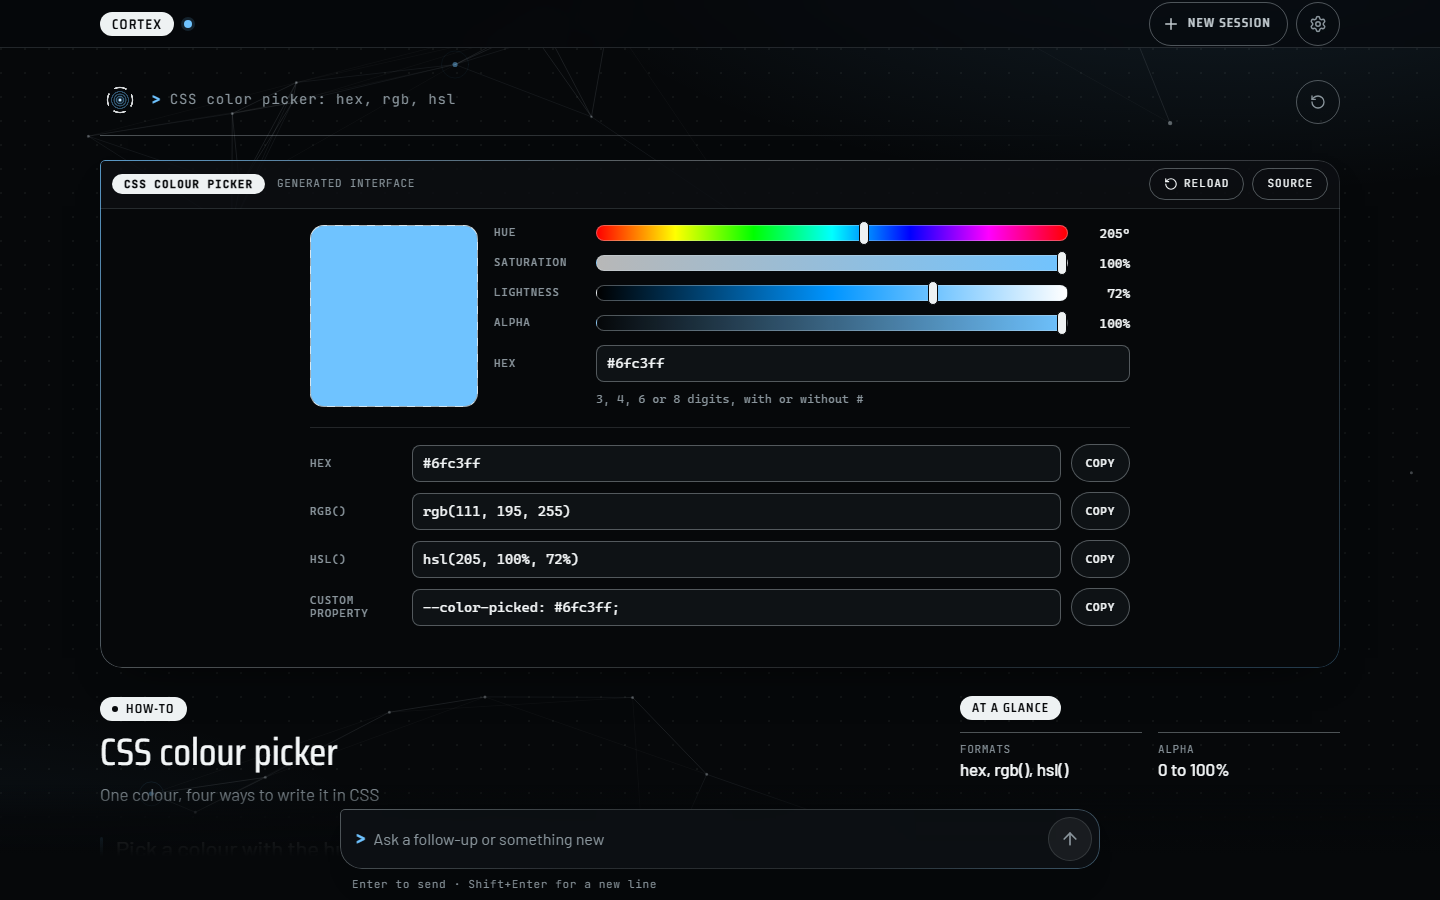 CORTEX
NEW SESSION
> CSS color picker: hex, rgb, hsl
CSS COLOUR PICKER GENERATED INTERFACE
RELOAD
SOURCE
HUE 205°
SATURATION 100%
LIGHTNESS 72%
ALPHA 100%
HEX #6fc3ff
3, 4, 6 or 8 digits, with or without #
HEX #6fc3ff COPY
RGB() rgb(111, 195, 255) COPY
HSL() hsl(205, 100%, 72%) COPY
CUSTOM
PROPERTY
--color-picked: #6fc3ff; COPY
HOW-TO
CSS colour picker
One colour, four ways to write it in CSS
Pick a colour with the
AT A GLANCE
FORMATS
hex, rgb(), hsl()
ALPHA
0 to 100%
> Ask a follow-up or something new
Enter to send · Shift+Enter for a new line